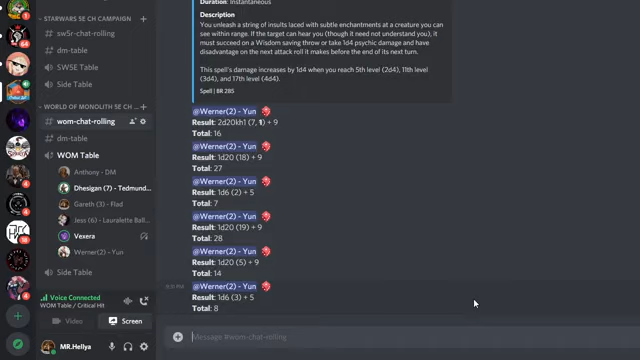 STARWARS 5E CH CAMPAIGN
sw5r-chat-rolling
dm-table
SW5E Table
Side Table
WORLD OF MONOLITH 5E CH...
wom-chat-rolling
dm-table
WOM Table
Anthony - DM
Dhesigan (7) - Tedmund...
Gareth (3) - Flad
Jess (6) - Lauralette Ball...
Vexera
Werner(2) - Yun
Side Table
Voice Connected
WOM Table / Critical Hit
Video
Screen
MR.Hellya
Duration: Instantaneous
Description
You unleash a string of insults laced with subtle enchantments at a creature you can
see within range. If the target can hear you (though it need not understand you), it
must succeed on a Wisdom saving throw or take 1d4 psychic damage and have
disadvantage on the next attack roll it makes before the end of its next turn.
This spell's damage increases by 1d4 when you reach 5th level (2d4), 11th level
(3d4), and 17th level (4d4).
Spell | BR 285
@Werner(2) - Yun
Result: 2d20kh1 (7, 1) + 9
Total: 16
@Werner(2) - Yun
Result: 1d20 (18) + 9
Total: 27
@Werner(2) - Yun
Result: 1d6 (2) + 5
Total: 7
@Werner(2) - Yun
Result: 1d20 (19) + 9
Total: 28
@Werner(2) - Yun
Result: 1d20 (5) + 9
Total: 14
@Werner(2) - Yun
Result: 1d6 (3) + 5
Total: 8
Message #wom-chat-rolling